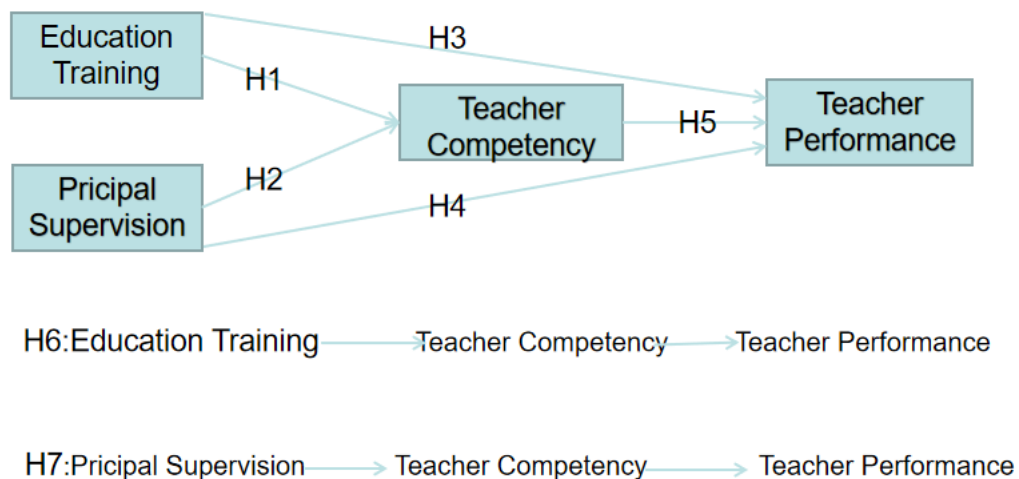 Education
Training
H3
H1
Teacher
Competency
H5
Teacher
Performance
Pricipal
Supervision
H2
H4
H6:Education Training Teacher Competency Teacher Performance
H7:Pricipal Supervision Teacher Competency Teacher Performance